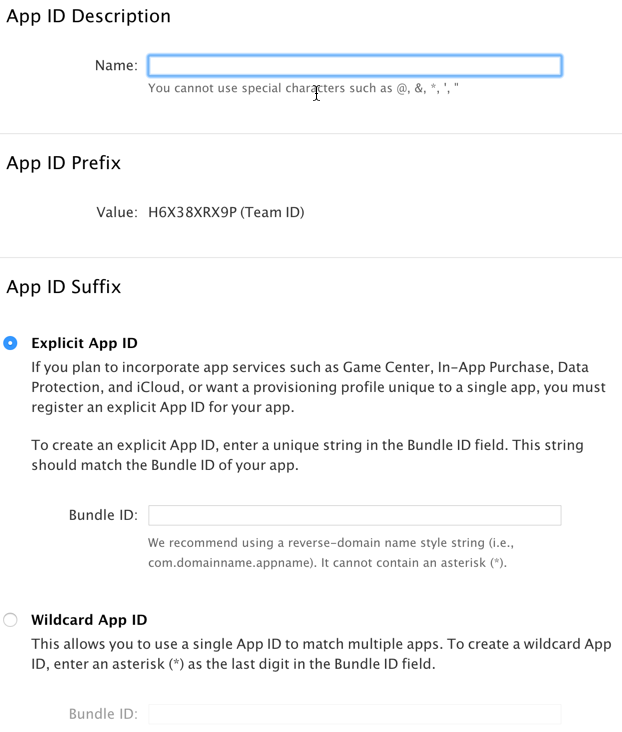 App ID Description
Name:
You cannot use special characters such as @, &, *, ', "
App ID Prefix
Value: H6X38XRX9P (Team ID)
App ID Suffix
Explicit App ID
If you plan to incorporate app services such as Game Center, In-App Purchase, Data
Protection, and iCloud, or want a provisioning profile unique to a single app, you must
register an explicit App ID for your app.
To create an explicit App ID, enter a unique string in the Bundle ID field. This string
should match the Bundle ID of your app.
Bundle ID:
We recommend using a reverse-domain name style string (i.e.,
com.domainname.appname). It cannot contain an asterisk (*).
Wildcard App ID
This allows you to use a single App ID to match multiple apps. To create a wildcard App
ID, enter an asterisk (*) as the last digit in the Bundle ID field.
Bundle ID: